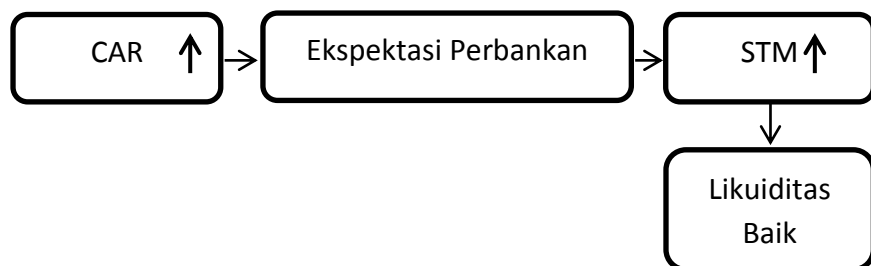 CAR
Ekspektasi Perbankan
STM
Likuiditas
Baik